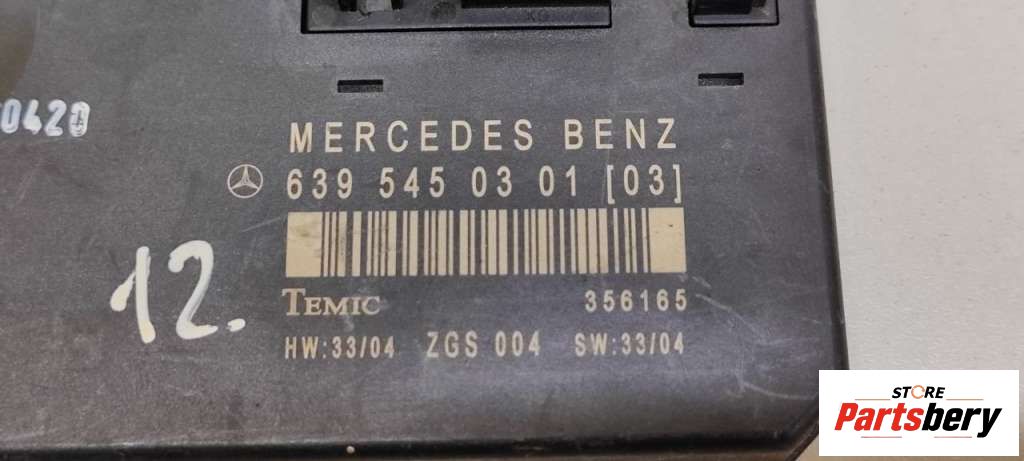 0420
MERCEDES BENZ
639 545 03 01 [03]
12.
TEMIC 356165
HW:33/04 ZGS 004 SW:33/04
STORE
Partsbery